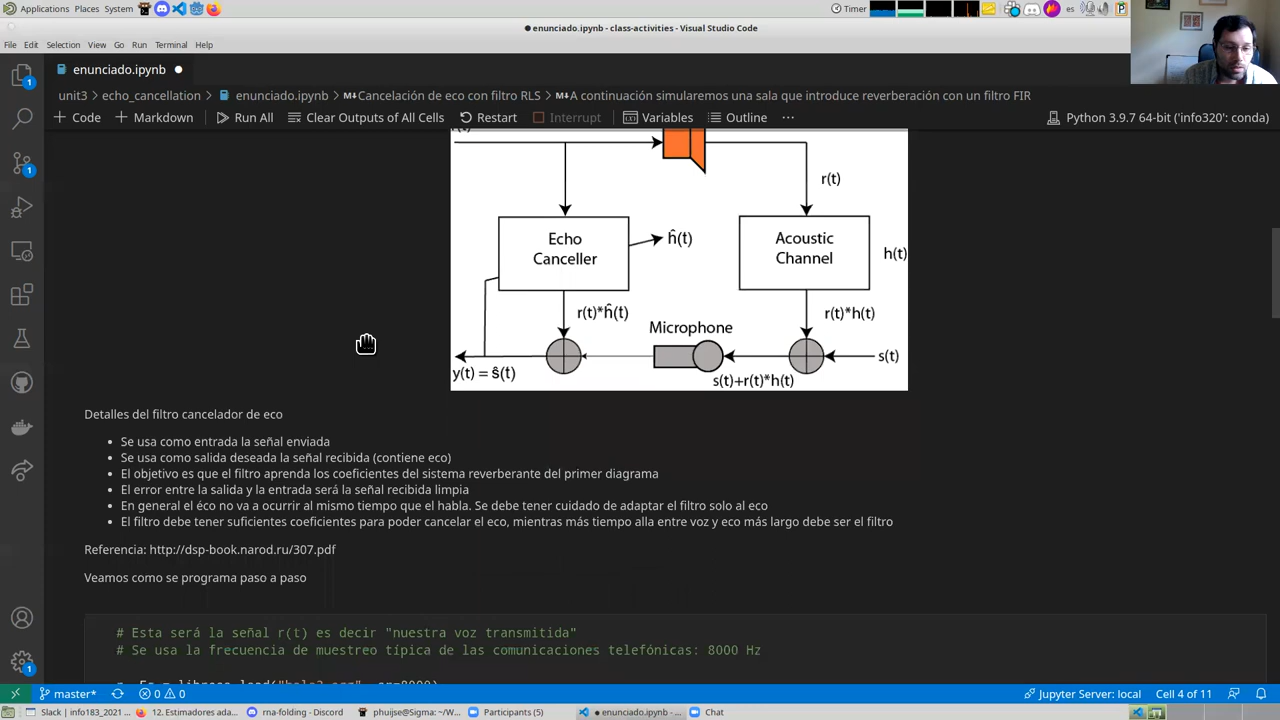 Applications Places System
Timer
es
enunciado.ipynb - class-activities - Visual Studio Code
File Edit Selection View Go Run Terminal Help
enunciado.ipynb
unit3 > echo_cancellation > enunciado.ipynb > Cancelación de eco con filtro RLS > A continuación simularemos una sala que introduce reverberación con un filtro FIR
+ Code + Markdown Run All Restart Interrupt Clear Outputs of All Cells Variables Outline ... Python 3.9.7 64-bit ('info320': conda)
r(t)
Echo
Canceller
ĥ(t)
Acoustic
Channel
h(t)
r(t)*ĥ(t)
Microphone
r(t)*h(t)
s(t)
y(t) = ŝ(t)
s(t)+r(t)*h(t)
Detalles del filtro cancelador de eco
• Se usa como entrada la señal enviada
• Se usa como salida deseada la señal recibida (contiene eco)
• El objetivo es que el filtro aprenda los coeficientes del sistema reverberante del primer diagrama
• El error entre la salida y la entrada será la señal recibida limpia
• En general el éco no va a ocurrir al mismo tiempo que el habla. Se debe tener cuidado de adaptar el filtro solo al eco
• El filtro debe tener suficientes coeficientes para poder cancelar el eco, mientras más tiempo alla entre voz y eco más largo debe ser el filtro
Referencia: http://dsp-book.narod.ru/307.pdf
Veamos como se programa paso a paso
# Esta será la señal r(t) es decir "nuestra voz transmitida"
# Se usa la frecuencia de muestreo típica de las comunicaciones telefónicas: 8000 Hz
master* 0 0 Jupyter Server: local Cell 4 of 11
Slack | info183_2021 ... 12. Estimadores ada... rna-folding - Discord phuijse@Sigma: ~/W... Participants (5) enunciado.ipynb - ... Chat